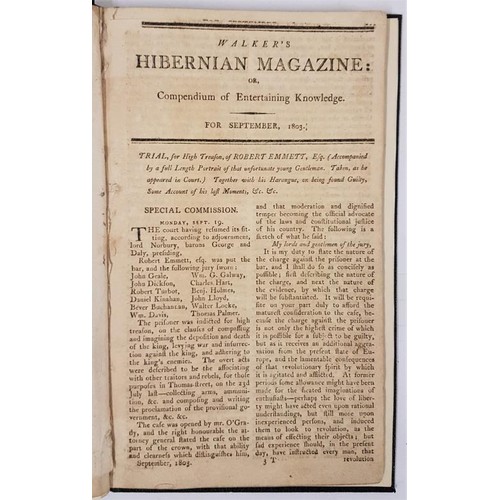 WALKER'S
HIBERNIAN MAGAZINE:
OR,
Compendium of Entertaining Knowledge.
FOR SEPTEMBER, 1803.
TRIAL, for High Treason, of ROBERT EMMETT, Esq. (Accompanied
by a full Length Portrait of that unfortunate young Gentleman. Taken, as he
appeared in Court.) Together with his Harangue, on being found Guilty,
Some Account of his last Moments, &c. &c.
SPECIAL COMMISSION.
MONDAY, SEPT. 19.
THE court having resumed its sit-
ting, according to adjournment,
lord Norbury, barons George and
Daly, presiding.
Robert Emmett, esq. was put to the
bar, and the following jury sworn:
John Geale, Wm. G. Galway,
John Dickson, Charles Hart,
Robert Turbot, Benj. Holmes,
Daniel Kinahan, John Lloyd,
Bever Buchannan, Walter Locke,
Wm. Davis, Thomas Palmer.
The prisoner was indicted for high
treason, on the clauses of compassing
and imagining the deposition and death
of the king, levying war and insurrec-
tion against the king, and adhering to
the king's enemies. The overt acts
were described to be the associating
with other traitors and rebels, for those
purposes in Thomas-street, on the 23d
July last—collecting arms, ammuni-
tion, &c. and composing and writing
the proclamation of the provisional go-
vernment, &c. &c.
The case was opened by mr. O'Gra-
dy, and the right honourable the at-
torney general stated the case on the
part of the crown, with that ability
and clearness which distinguishes him,
September, 1803.
and that moderation and dignified
temper becoming the official advocate
of the laws and constitutional justice
of his country. The following is a
sketch of what he said:
My lords and gentlemen of the jury,
It is my duty to state the nature of
the charge against the prisoner at the
bar, and I shall do so as concisely as
possible; first describing the nature of
the charge, and next the nature of
the evidence, by which that charge
will be substantiated. It will be requi-
site on your part duly to afford the
maturest consideration to the case, be-
cause the charge against the prisoner
is not only the highest crime of which
it is possible for a subject to be guilty,
but as it receives an additional aggra-
vation from the present state of Eu-
rope, and the lamentable consequences
of that revolutionary spirit by which
it is agitated and afflicted. At former
periods some allowance might have been
made for the heated imaginations of
enthusiasts—perhaps the love of liber-
ty might have acted even upon rational
understandings, but still more upon
inexperienced persons, and induced
them to look to revolution, as the
means of effecting their objects; but
sad experience should, in the present
day, have instructed every man, that
3 T revolution